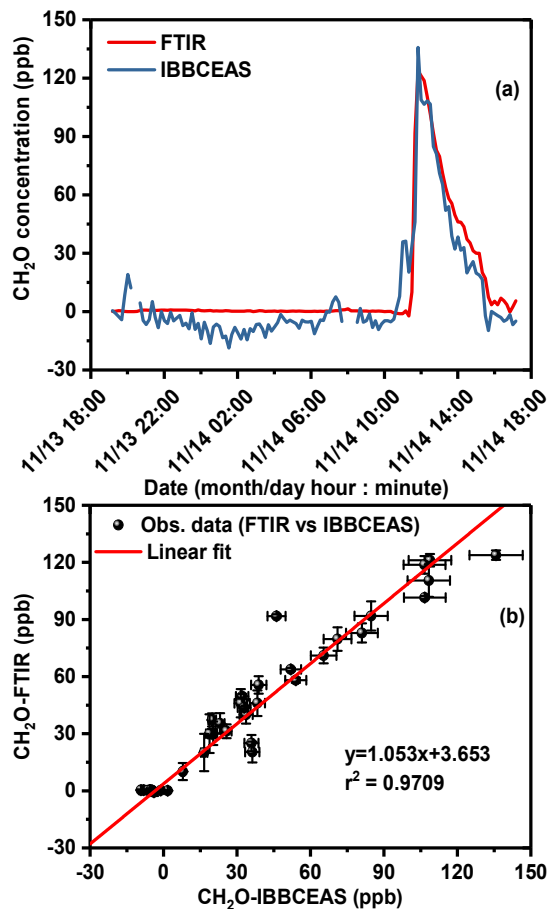 150
120
90
60
30
0
-30
CH₂O concentration (ppb)
FTIR
IBBCEAS
(a)
11/13 18:00
11/13 22:00
11/14 02:00
11/14 06:00
11/14 10:00
11/14 14:00
11/14 18:00
Date (month/day hour : minute)
150
120
90
60
30
0
-30
CH₂O-FTIR (ppb)
Obs. data (FTIR vs IBBCEAS)
Linear fit
(b)
y=1.053x+3.653
r² = 0.9709
-30 0 30 60 90 120 150
CH₂O-IBBCEAS (ppb)